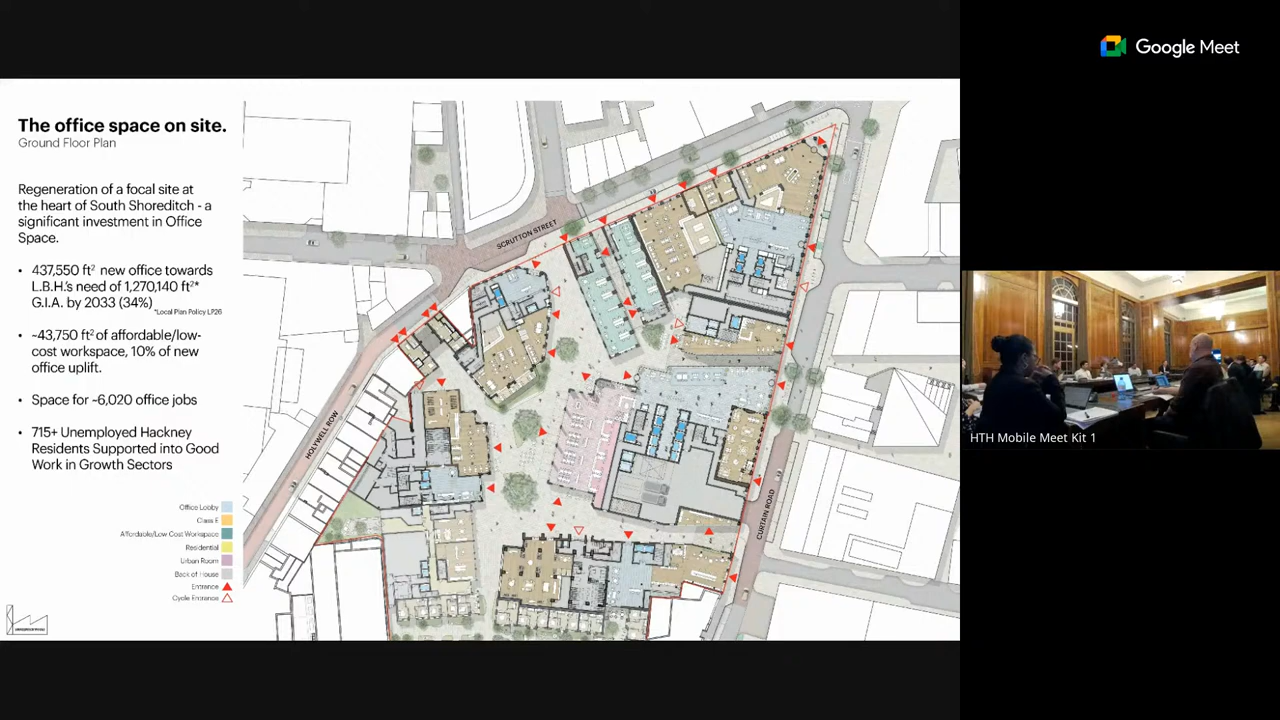 The office space on site.
Ground Floor Plan
Regeneration of a focal site at
the heart of South Shoreditch - a
significant investment in Office
Space.
• 437,550 ft² new office towards
L.B.H.'s need of 1,270,140 ft²*
G.I.A. by 2033 (34%)
*Local Plan Policy LP26
• ~43,750 ft² of affordable/low-
cost workspace, 10% of new
office uplift.
• Space for ~6,020 office jobs
• 715+ Unemployed Hackney
Residents Supported into Good
Work in Growth Sectors
Office Lobby
Class E
Affordable/Low Cost Workspace
Residential
Urban Room
Back of House
Entrance
Cycle Entrance
SCRUTTON STREET
HOLYWELL ROW
CURTAIN ROAD
Google Meet
HTH Mobile Meet Kit 1